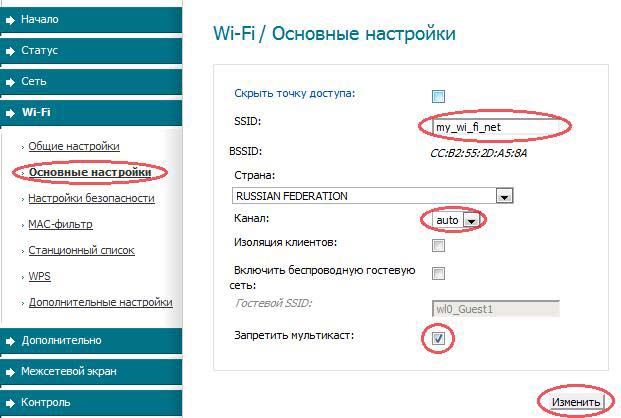 Начало
Статус
Сеть
Wi-Fi
Общие настройки
Основные настройки
Настройки безопасности
MAC-фильтр
Станционный список
WPS
Дополнительные настройки
Дополнительно
Межсетевой экран
Контроль
Wi-Fi / Основные настройки
Скрыть точку доступа:
SSID: my_wi_fi_net
BSSID: CC:B2:55:2D:A5:8A
Страна:
RUSSIAN FEDERATION
Канал: auto
Изоляция клиентов:
Включить беспроводную гостевую
сеть:
Гостевой SSID: wl0_Guest1
Запретить мультикаст:
Изменить